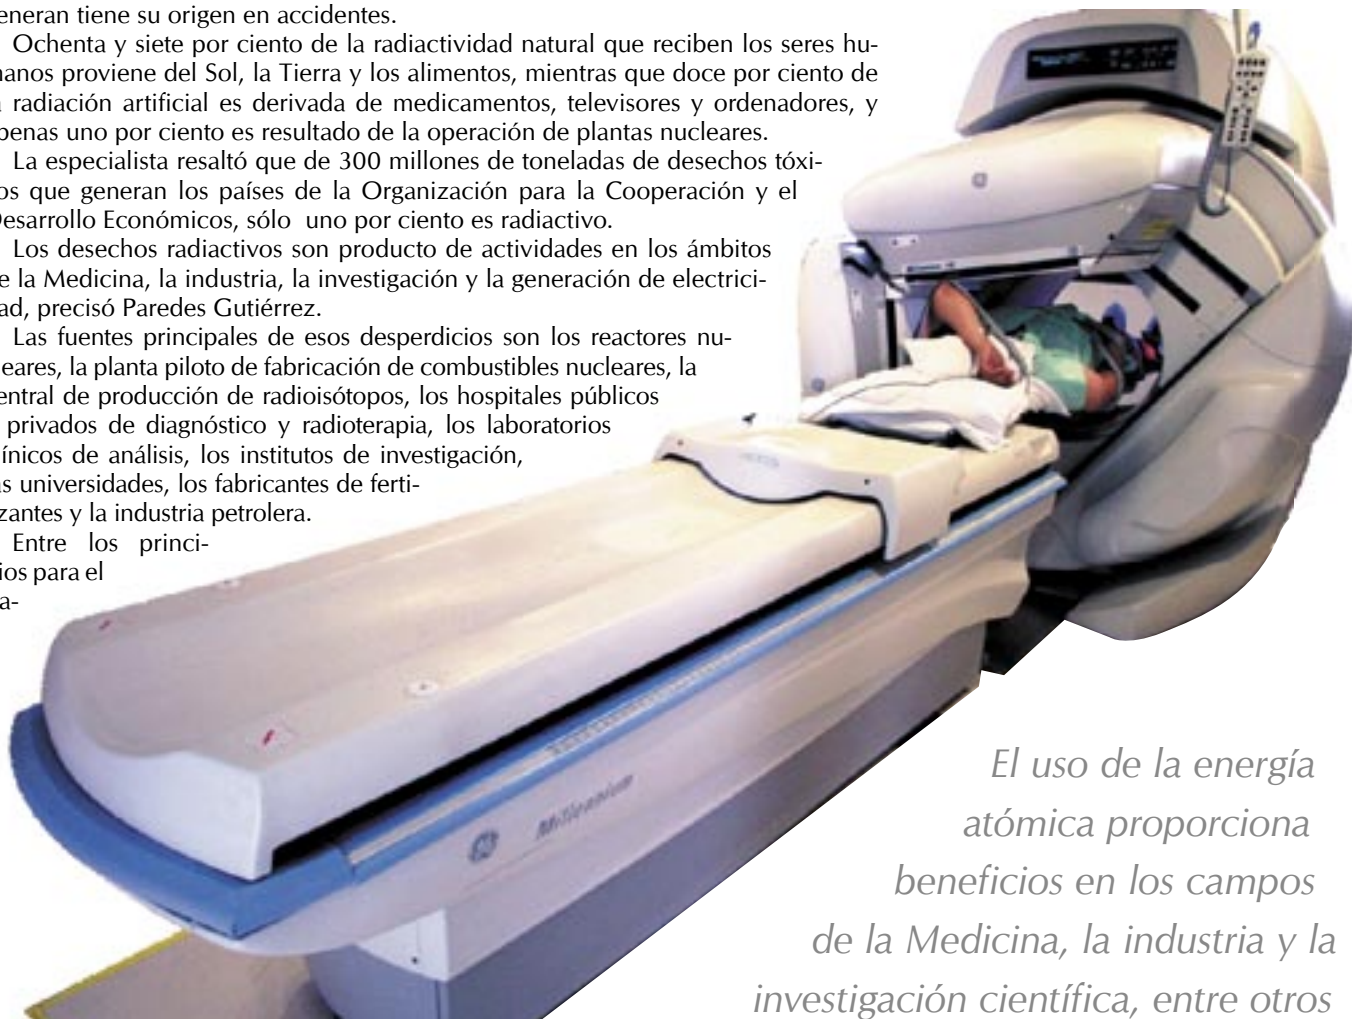 eneran tiene su origen en accidentes.
Ochenta y siete por ciento de la radiactividad natural que reciben los seres hu-
manos proviene del Sol, la Tierra y los alimentos, mientras que doce por ciento de
a radiación artificial es derivada de medicamentos, televisores y ordenadores, y
penas uno por ciento es resultado de la operación de plantas nucleares.
La especialista resaltó que de 300 millones de toneladas de desechos tóxi-
os que generan los países de la Organización para la Cooperación y el
Desarrollo Económicos, sólo uno por ciento es radiactivo.
Los desechos radiactivos son producto de actividades en los ámbitos
e la Medicina, la industria, la investigación y la generación de electrici-
ad, precisó Paredes Gutiérrez.
Las fuentes principales de esos desperdicios son los reactores nu-
leares, la planta piloto de fabricación de combustibles nucleares, la
entral de producción de radioisótopos, los hospitales públicos
privados de diagnóstico y radioterapia, los laboratorios
ínicos de análisis, los institutos de investigación,
as universidades, los fabricantes de ferti-
zantes y la industria petrolera.
Entre los princi-
ios para el
a-
GE Millennium
El uso de la energía
atómica proporciona
beneficios en los campos
de la Medicina, la industria y la
investigación científica, entre otros